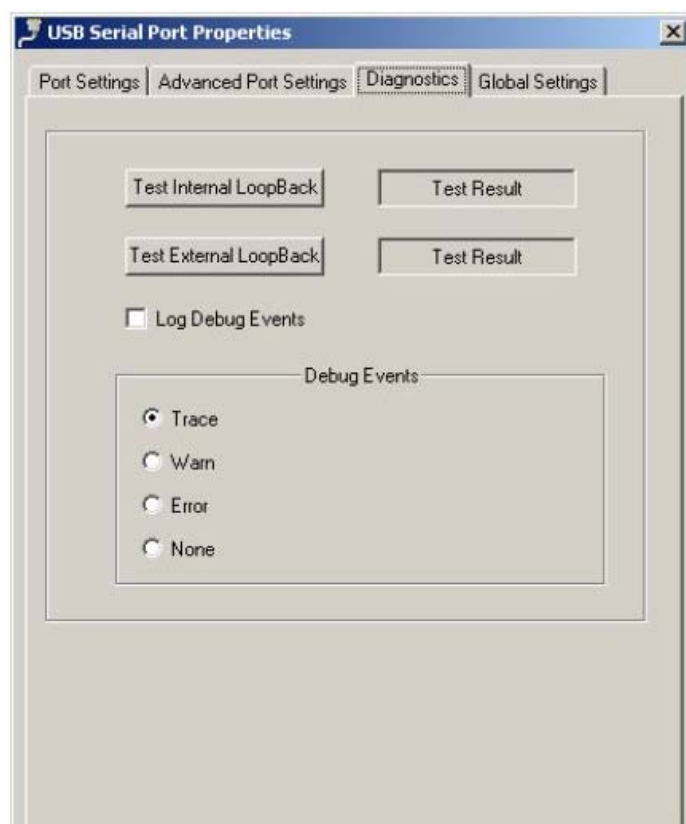 USB Serial Port Properties
Port Settings Advanced Port Settings Diagnostics Global Settings
Test Internal LoopBack Test Result
Test External LoopBack Test Result
Log Debug Events
Debug Events
Trace
Warn
Error
None